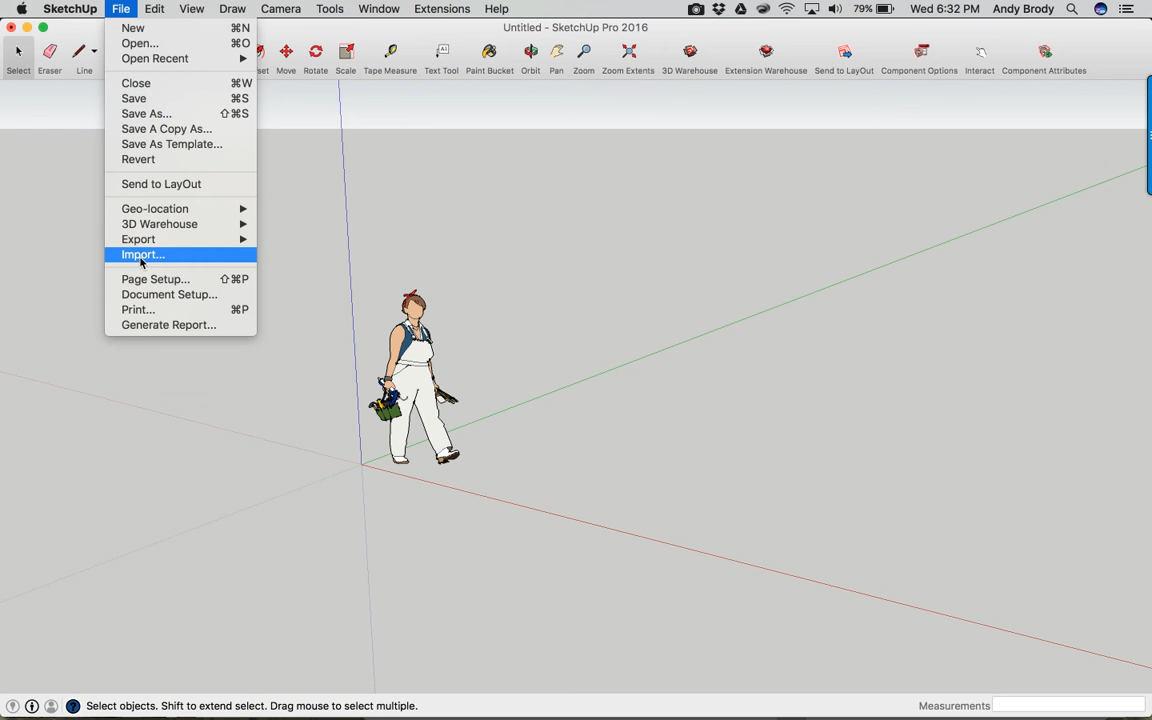 SketchUp File Edit View Draw Camera Tools Window Extensions Help 79% Wed 6:32 PM Andy Brody
Untitled - SketchUp Pro 2016
Select Eraser Line set Move Rotate Scale Tape Measure Text Tool Paint Bucket Orbit Pan Zoom Zoom Extents 3D Warehouse Extension Warehouse Send to LayOut Component Options Interact Component Attributes
New ⌘N
Open... ⌘O
Open Recent
Close ⌘W
Save ⌘S
Save As... ⇧⌘S
Save A Copy As...
Save As Template...
Revert
Send to LayOut
Geo-location
3D Warehouse
Export
Import...
Page Setup... ⇧⌘P
Document Setup...
Print... ⌘P
Generate Report...
Select objects. Shift to extend select. Drag mouse to select multiple. Measurements